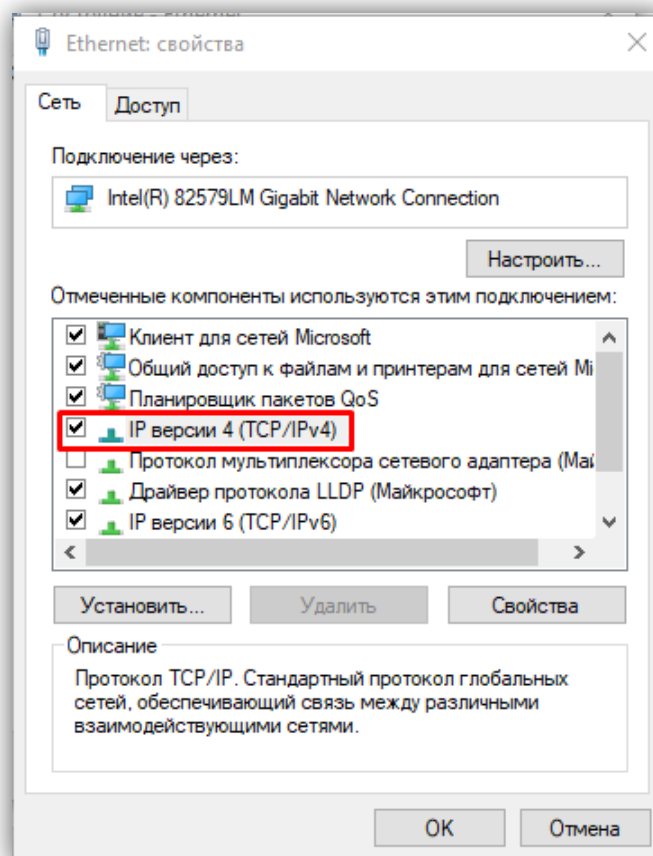 Ethernet: свойства
Сеть
Доступ
Подключение через:
Intel(R) 82579LM Gigabit Network Connection
Настроить...
Отмеченные компоненты используются этим подключением:
Клиент для сетей Microsoft
Общий доступ к файлам и принтерам для сетей Mi
Планировщик пакетов QoS
IP версии 4 (TCP/IPv4)
Протокол мультиплексора сетевого адаптера (Май
Драйвер протокола LLDP (Майкрософт)
IP версии 6 (TCP/IPv6)
Установить...
Удалить
Свойства
Описание
Протокол TCP/IP. Стандартный протокол глобальных
сетей, обеспечивающий связь между различными
взаимодействующими сетями.
OK
Отмена